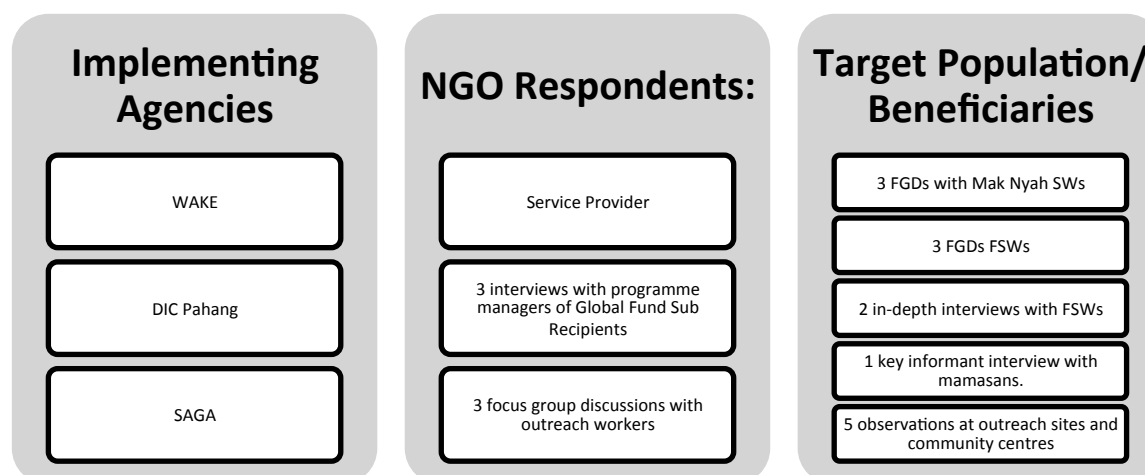 Implementing
Agencies
WAKE
DIC Pahang
SAGA
NGO Respondents:
Service Provider
3 interviews with programme
managers of Global Fund Sub
Recipients
3 focus group discussions with
outreach workers
Target Population/
Beneficiaries
3 FGDs with Mak Nyah SWs
3 FGDs FSWs
2 in-depth interviews with FSWs
1 key informant interview with
mamasans.
5 observations at outreach sites and
community centres